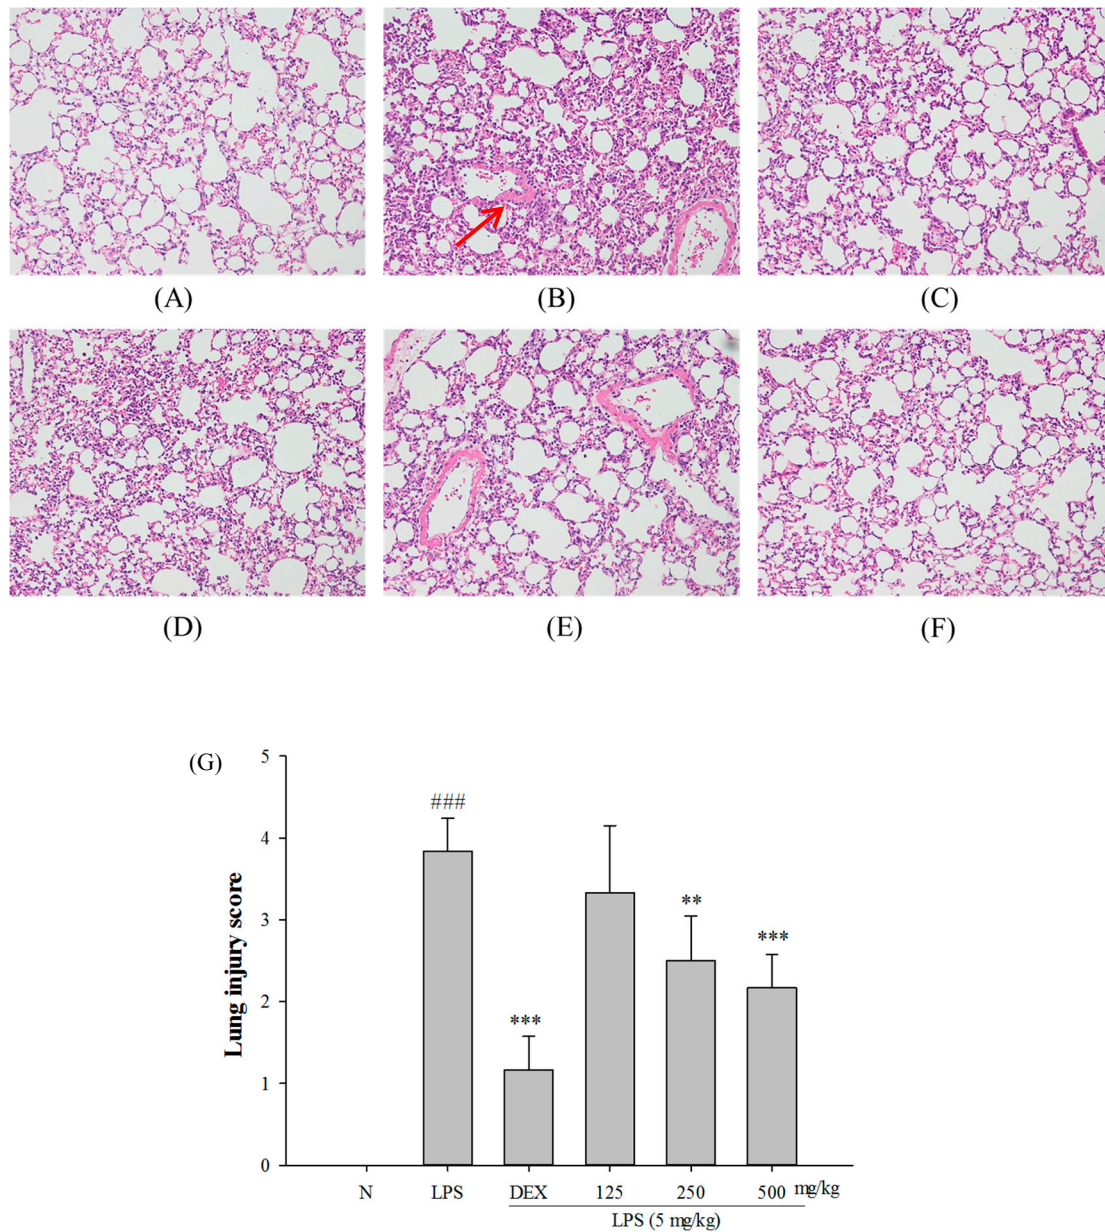 (A) (B) (C)
(D) (E) (F)
(G)
Lung injury score
5
4
3
2
1
0
###
***
**
***
N LPS DEX 125 250 500 mg/kg
LPS (5 mg/kg)